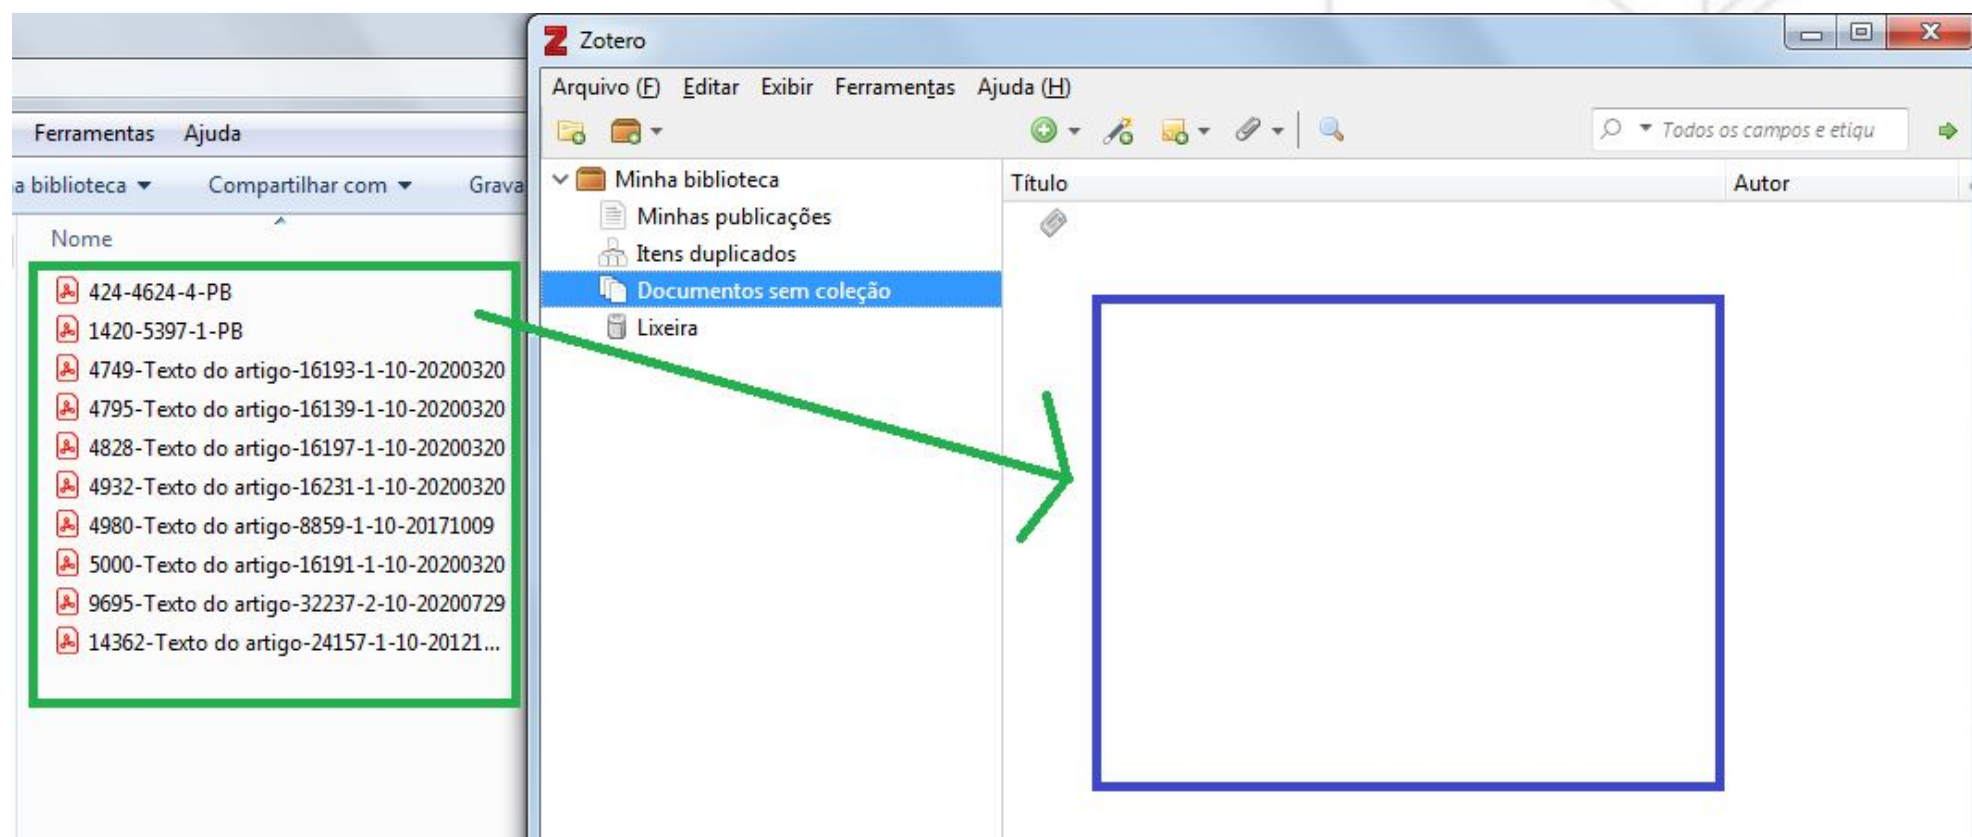 Zotero
Arquivo (F) Editar Exibir Ferramentas Ajuda (H)
Ferramentas Ajuda
Todos os campos e etiqu
biblioteca Compartilhar com Grava
Nome
424-4624-4-PB
1420-5397-1-PB
4749-Texto do artigo-16193-1-10-20200320
4795-Texto do artigo-16139-1-10-20200320
4828-Texto do artigo-16197-1-10-20200320
4932-Texto do artigo-16231-1-10-20200320
4980-Texto do artigo-8859-1-10-20171009
5000-Texto do artigo-16191-1-10-20200320
9695-Texto do artigo-32237-2-10-20200729
14362-Texto do artigo-24157-1-10-20121...
Minha biblioteca
Minhas publicações
Itens duplicados
Documentos sem coleção
Lixeira
Título Autor